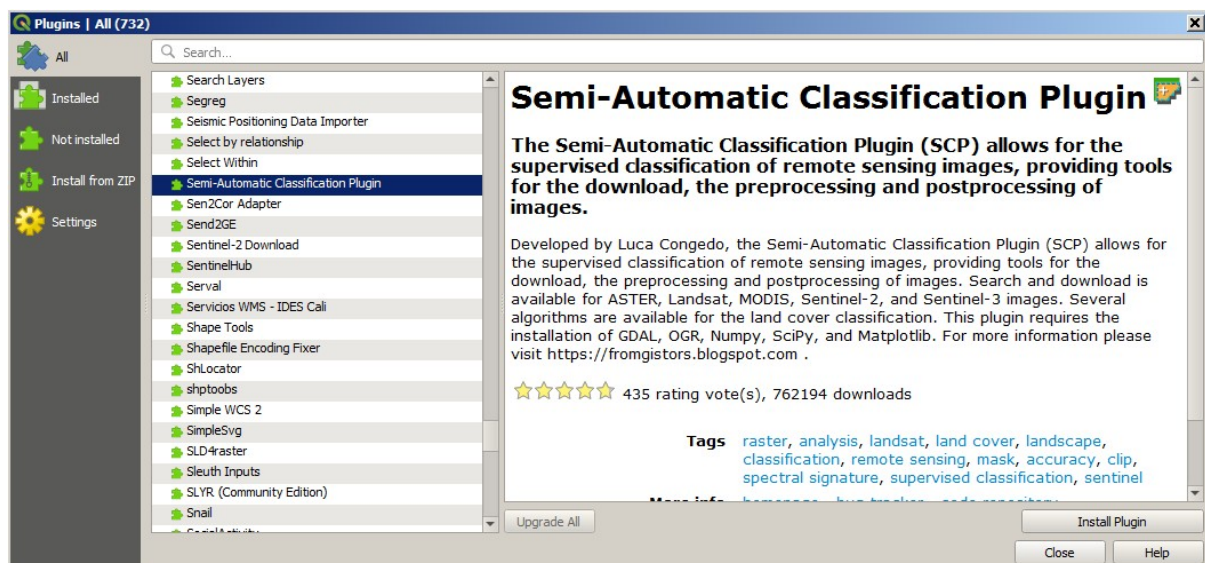 Plugins | All (732)
All
Installed
Not installed
Install from ZIP
Settings
Search...
Search Layers
Segreg
Seismic Positioning Data Importer
Select by relationship
Select Within
Semi-Automatic Classification Plugin
Sen2Cor Adapter
Send2GE
Sentinel-2 Download
SentinelHub
Serval
Servicios WMS - IDES Cali
Shape Tools
Shapefile Encoding Fixer
ShLocator
shptoobs
Simple WCS 2
SimpleSvg
SLD4raster
Sleuth Inputs
SLYR (Community Edition)
Snail
SocialActivity
Semi-Automatic Classification Plugin
The Semi-Automatic Classification Plugin (SCP) allows for the
supervised classification of remote sensing images, providing tools
for the download, the preprocessing and postprocessing of
images.
Developed by Luca Congedo, the Semi-Automatic Classification Plugin (SCP) allows for
the supervised classification of remote sensing images, providing tools for the
download, the preprocessing and postprocessing of images. Search and download is
available for ASTER, Landsat, MODIS, Sentinel-2, and Sentinel-3 images. Several
algorithms are available for the land cover classification. This plugin requires the
installation of GDAL, OGR, Numpy, SciPy, and Matplotlib. For more information please
visit https://fromgistors.blogspot.com .
435 rating vote(s), 762194 downloads
Tags raster, analysis, landsat, land cover, landscape,
classification, remote sensing, mask, accuracy, clip,
spectral signature, supervised classification, sentinel
More info homepage bug tracker code repository
Upgrade All
Install Plugin
Close
Help